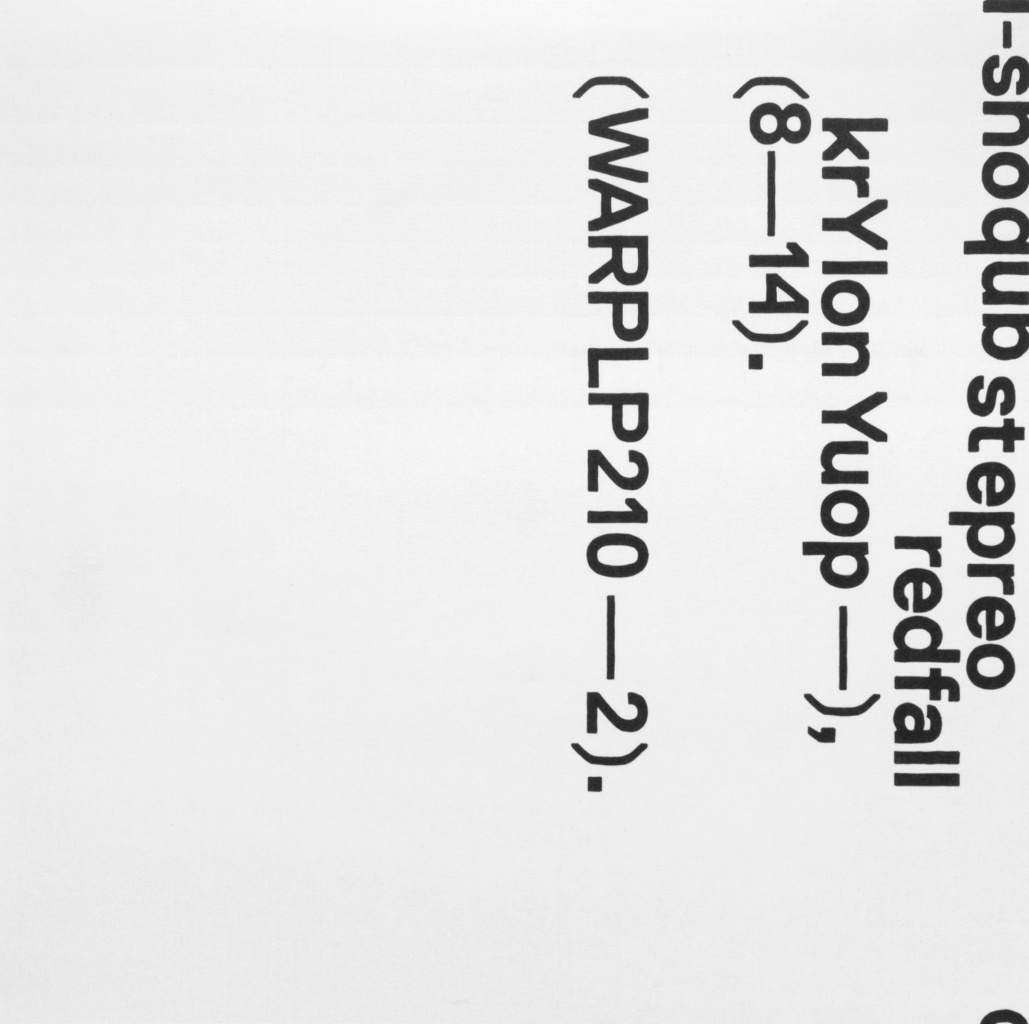 -snoqub stepreo
redfall
krYlon Yuop —),
(8—14).
(WARPLP210 —2).